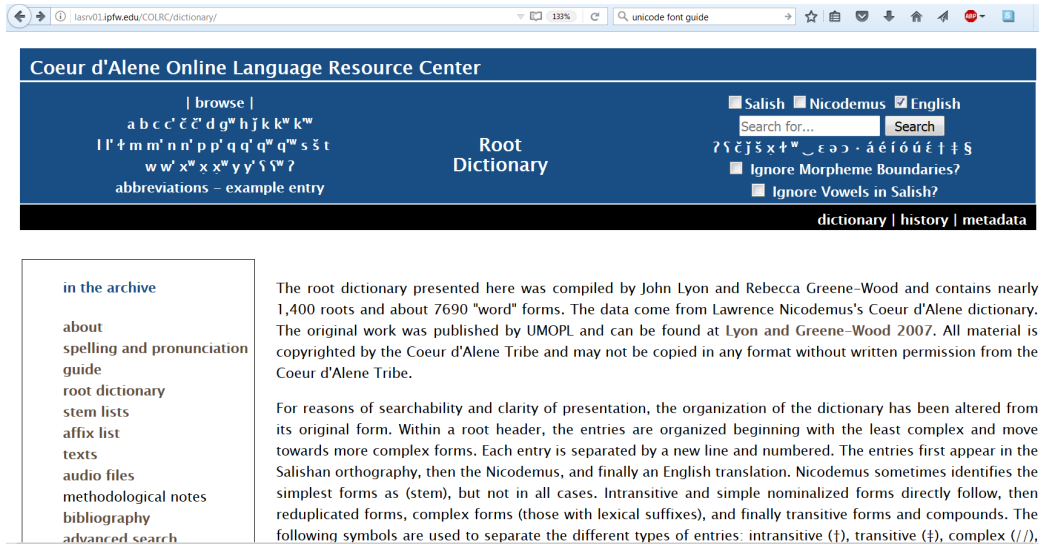 lasrv01.ipfw.edu/COLRC/dictionary/ 133% unicode font guide
Coeur d'Alene Online Language Resource Center
| browse |
a b c c' č č' d gʷ h ǰ k kʷ k'ʷ
l l' ɫ m m' n n' p p' q q' qʷ q'ʷ s š t
w w' xʷ x̣ x̣ʷ y y' ʕ ʕʷ ʔ
abbreviations – example entry
Root
Dictionary
Salish Nicodemus English
Search for... Search
ʔ ʕ č ǰ š x̣ ɫ ʷ ‿ ɛ ə ɔ · á é í ó ú ɛ́ † ‡ §
Ignore Morpheme Boundaries?
Ignore Vowels in Salish?
dictionary | history | metadata
in the archive
about
spelling and pronunciation
guide
root dictionary
stem lists
affix list
texts
audio files
methodological notes
bibliography
advanced search
The root dictionary presented here was compiled by John Lyon and Rebecca Greene-Wood and contains nearly
1,400 roots and about 7690 "word" forms. The data come from Lawrence Nicodemus's Coeur d'Alene dictionary.
The original work was published by UMOPL and can be found at Lyon and Greene-Wood 2007. All material is
copyrighted by the Coeur d'Alene Tribe and may not be copied in any format without written permission from the
Coeur d'Alene Tribe.
For reasons of searchability and clarity of presentation, the organization of the dictionary has been altered from
its original form. Within a root header, the entries are organized beginning with the least complex and move
towards more complex forms. Each entry is separated by a new line and numbered. The entries first appear in the
Salishan orthography, then the Nicodemus, and finally an English translation. Nicodemus sometimes identifies the
simplest forms as (stem), but not in all cases. Intransitive and simple nominalized forms directly follow, then
reduplicated forms, complex forms (those with lexical suffixes), and finally transitive forms and compounds. The
following symbols are used to separate the different types of entries: intransitive (†), transitive (‡), complex (//),